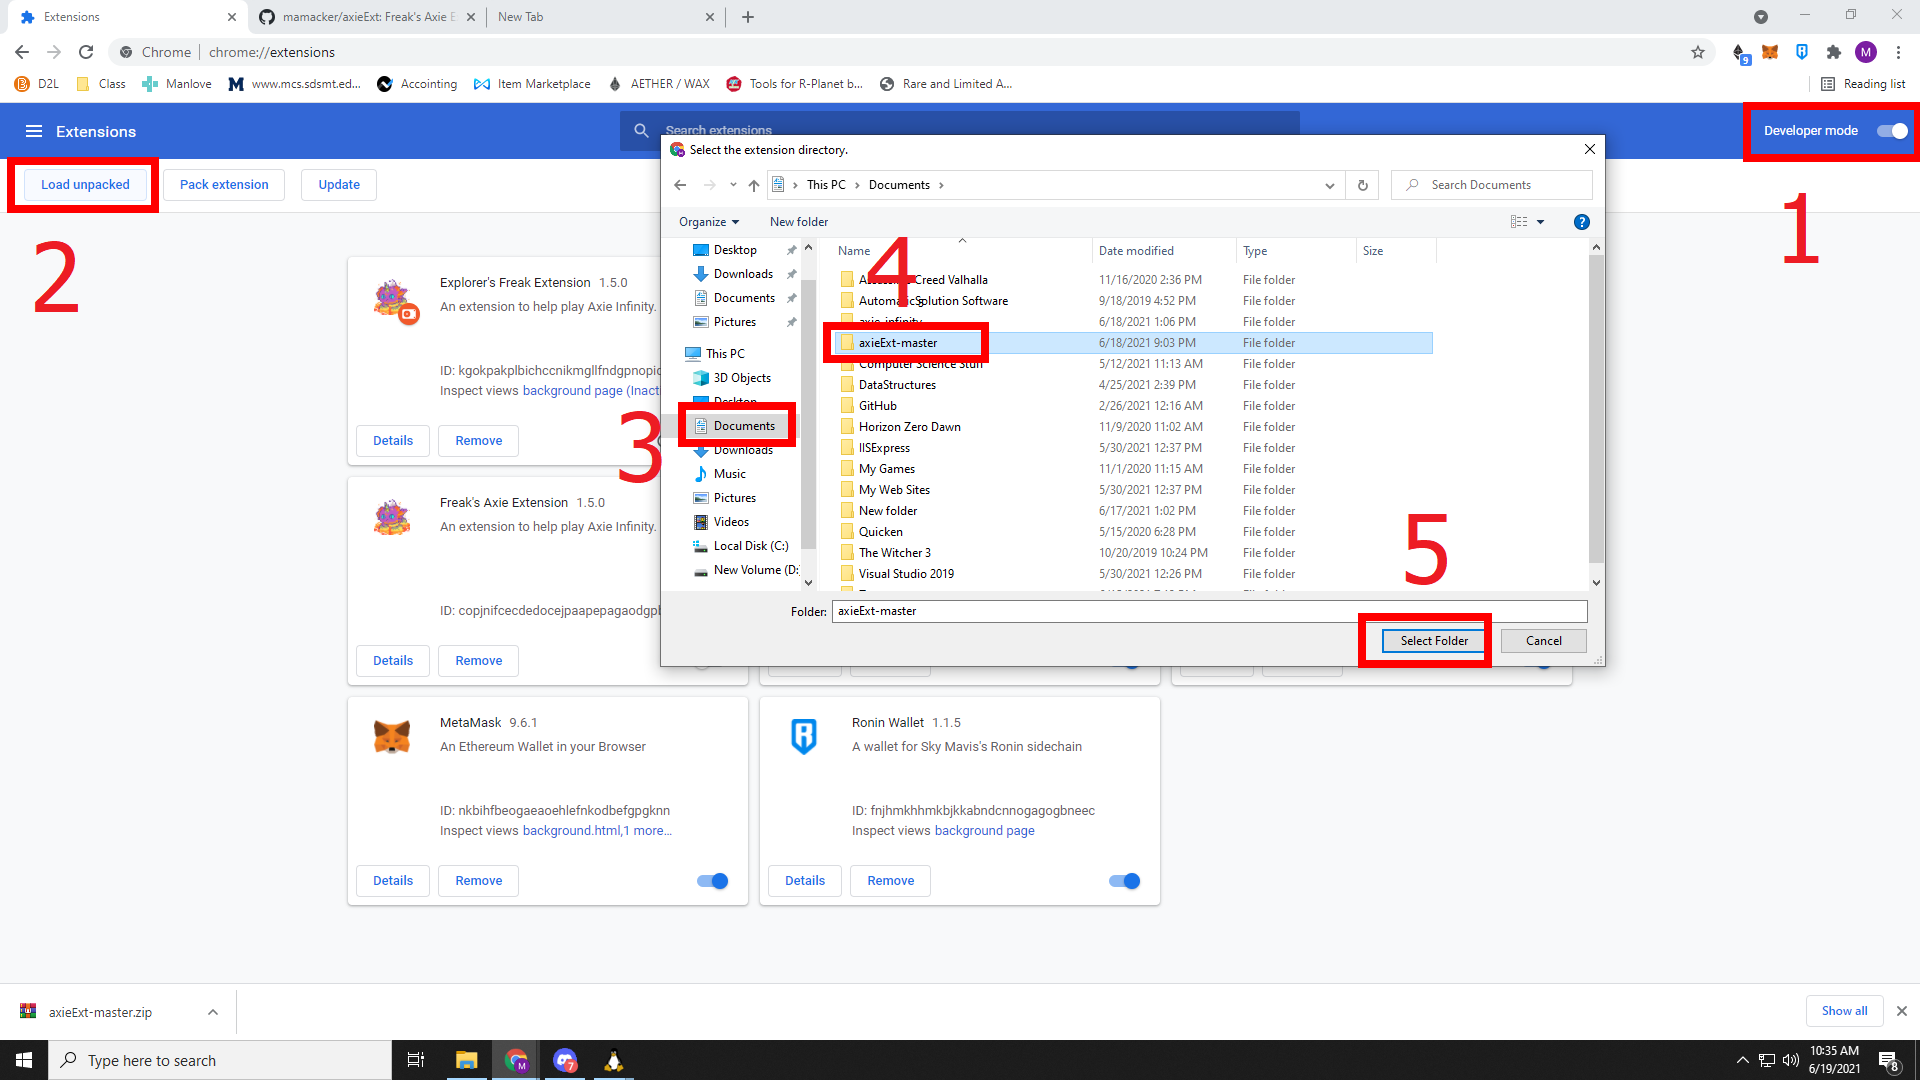 Extensions
mamacker/axieExt: Freak's Axie E
New Tab
Chrome
chrome://extensions
9
M
D2L
Class
Manlove
www.mcs.sdsmt.ed...
Accointing
Item Marketplace
AETHER / WAX
Tools for R-Planet b...
Rare and Limited A...
Reading list
Extensions
Search extensions
Developer mode
1
Load unpacked
Pack extension
Update
2
Explorer's Freak Extension 1.5.0
An extension to help play Axie Infinity.
ID: kgokpakplbichccnikmgllfndgpnopic
Inspect views background page (Inact
Details
Remove
Freak's Axie Extension 1.5.0
An extension to help play Axie Infinity.
ID: copjnifcecdedocejpaapepagaodgpb
Details
Remove
MetaMask 9.6.1
An Ethereum Wallet in your Browser
ID: nkbihfbeogaeaoehlefnkodbefgpgknn
Inspect views background.html,1 more...
Details
Remove
Ronin Wallet 1.1.5
A wallet for Sky Mavis's Ronin sidechain
ID: fnjhmkhhmkbjkkabndcnnogagogbneec
Inspect views background page
Details
Remove
Select the extension directory.
This PC
Documents
Search Documents
Organize
New folder
Desktop
Downloads
Documents
Pictures
This PC
3D Objects
Desktop
3
Documents
Downloads
Music
Pictures
Videos
Local Disk (C:)
New Volume (D:
4
Name
Date modified
Type
Size
Creed Valhalla 11/16/2020 2:36 PM File folder
Automatic Solution Software 9/18/2019 4:52 PM File folder
axie-infinity 6/18/2021 1:06 PM File folder
axieExt-master 6/18/2021 9:03 PM File folder
Computer Science Stuff 5/12/2021 11:13 AM File folder
DataStructures 4/25/2021 2:39 PM File folder
GitHub 2/26/2021 12:16 AM File folder
Horizon Zero Dawn 11/9/2020 11:02 AM File folder
IISExpress 5/30/2021 12:37 PM File folder
My Games 11/1/2020 11:15 AM File folder
My Web Sites 5/30/2021 12:37 PM File folder
New folder 6/17/2021 1:02 PM File folder
Quicken 5/15/2020 6:28 PM File folder
The Witcher 3 10/20/2019 10:24 PM File folder
Visual Studio 2019 5/30/2021 12:26 PM File folder
5
Folder:
axieExt-master
Select Folder
Cancel
axieExt-master.zip
Show all
Type here to search
M
7
10:35 AM
6/19/2021
8